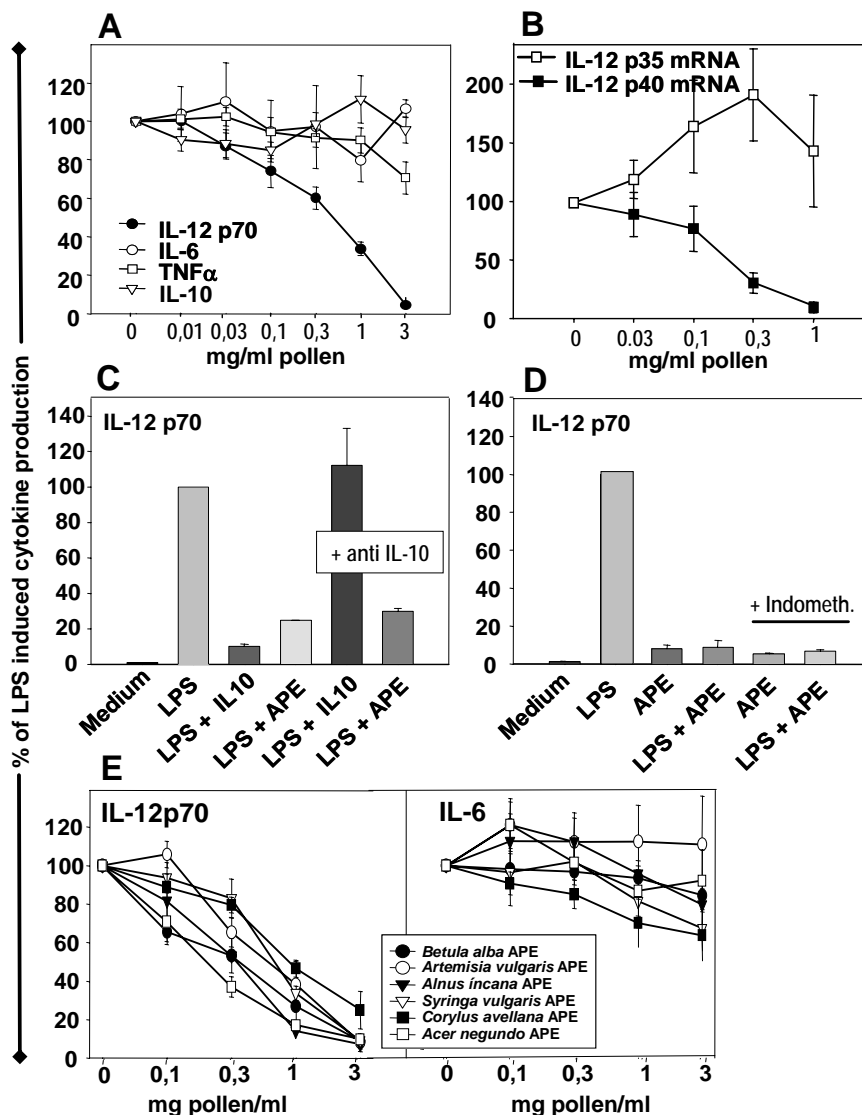 % of LPS induced cytokine production
A
120
100
80
60
40
20
0
IL-12 p70
IL-6
TNFα
IL-10
0 0,01 0,03 0,1 0,3 1 3
mg/ml pollen
B
IL-12 p35 mRNA
IL-12 p40 mRNA
200
150
100
50
0
0 0.03 0,1 0,3 1
mg/ml pollen
C
IL-12 p70
140
120
100
80
60
40
20
0
+ anti IL-10
Medium
LPS
LPS + IL10
LPS + APE
LPS + IL10
LPS + APE
D
IL-12 p70
140
120
100
80
60
40
20
0
+ Indometh.
Medium
LPS
APE
LPS + APE
APE
LPS + APE
E
IL-12p70
120
100
80
60
40
20
0
0 0,1 0,3 1 3
mg pollen/ml
IL-6
Betula alba APE
Artemisia vulgaris APE
Alnus íncana APE
Syringa vulgaris APE
Corylus avellana APE
Acer negundo APE
0 0,1 0,3 1 3
mg pollen/ml